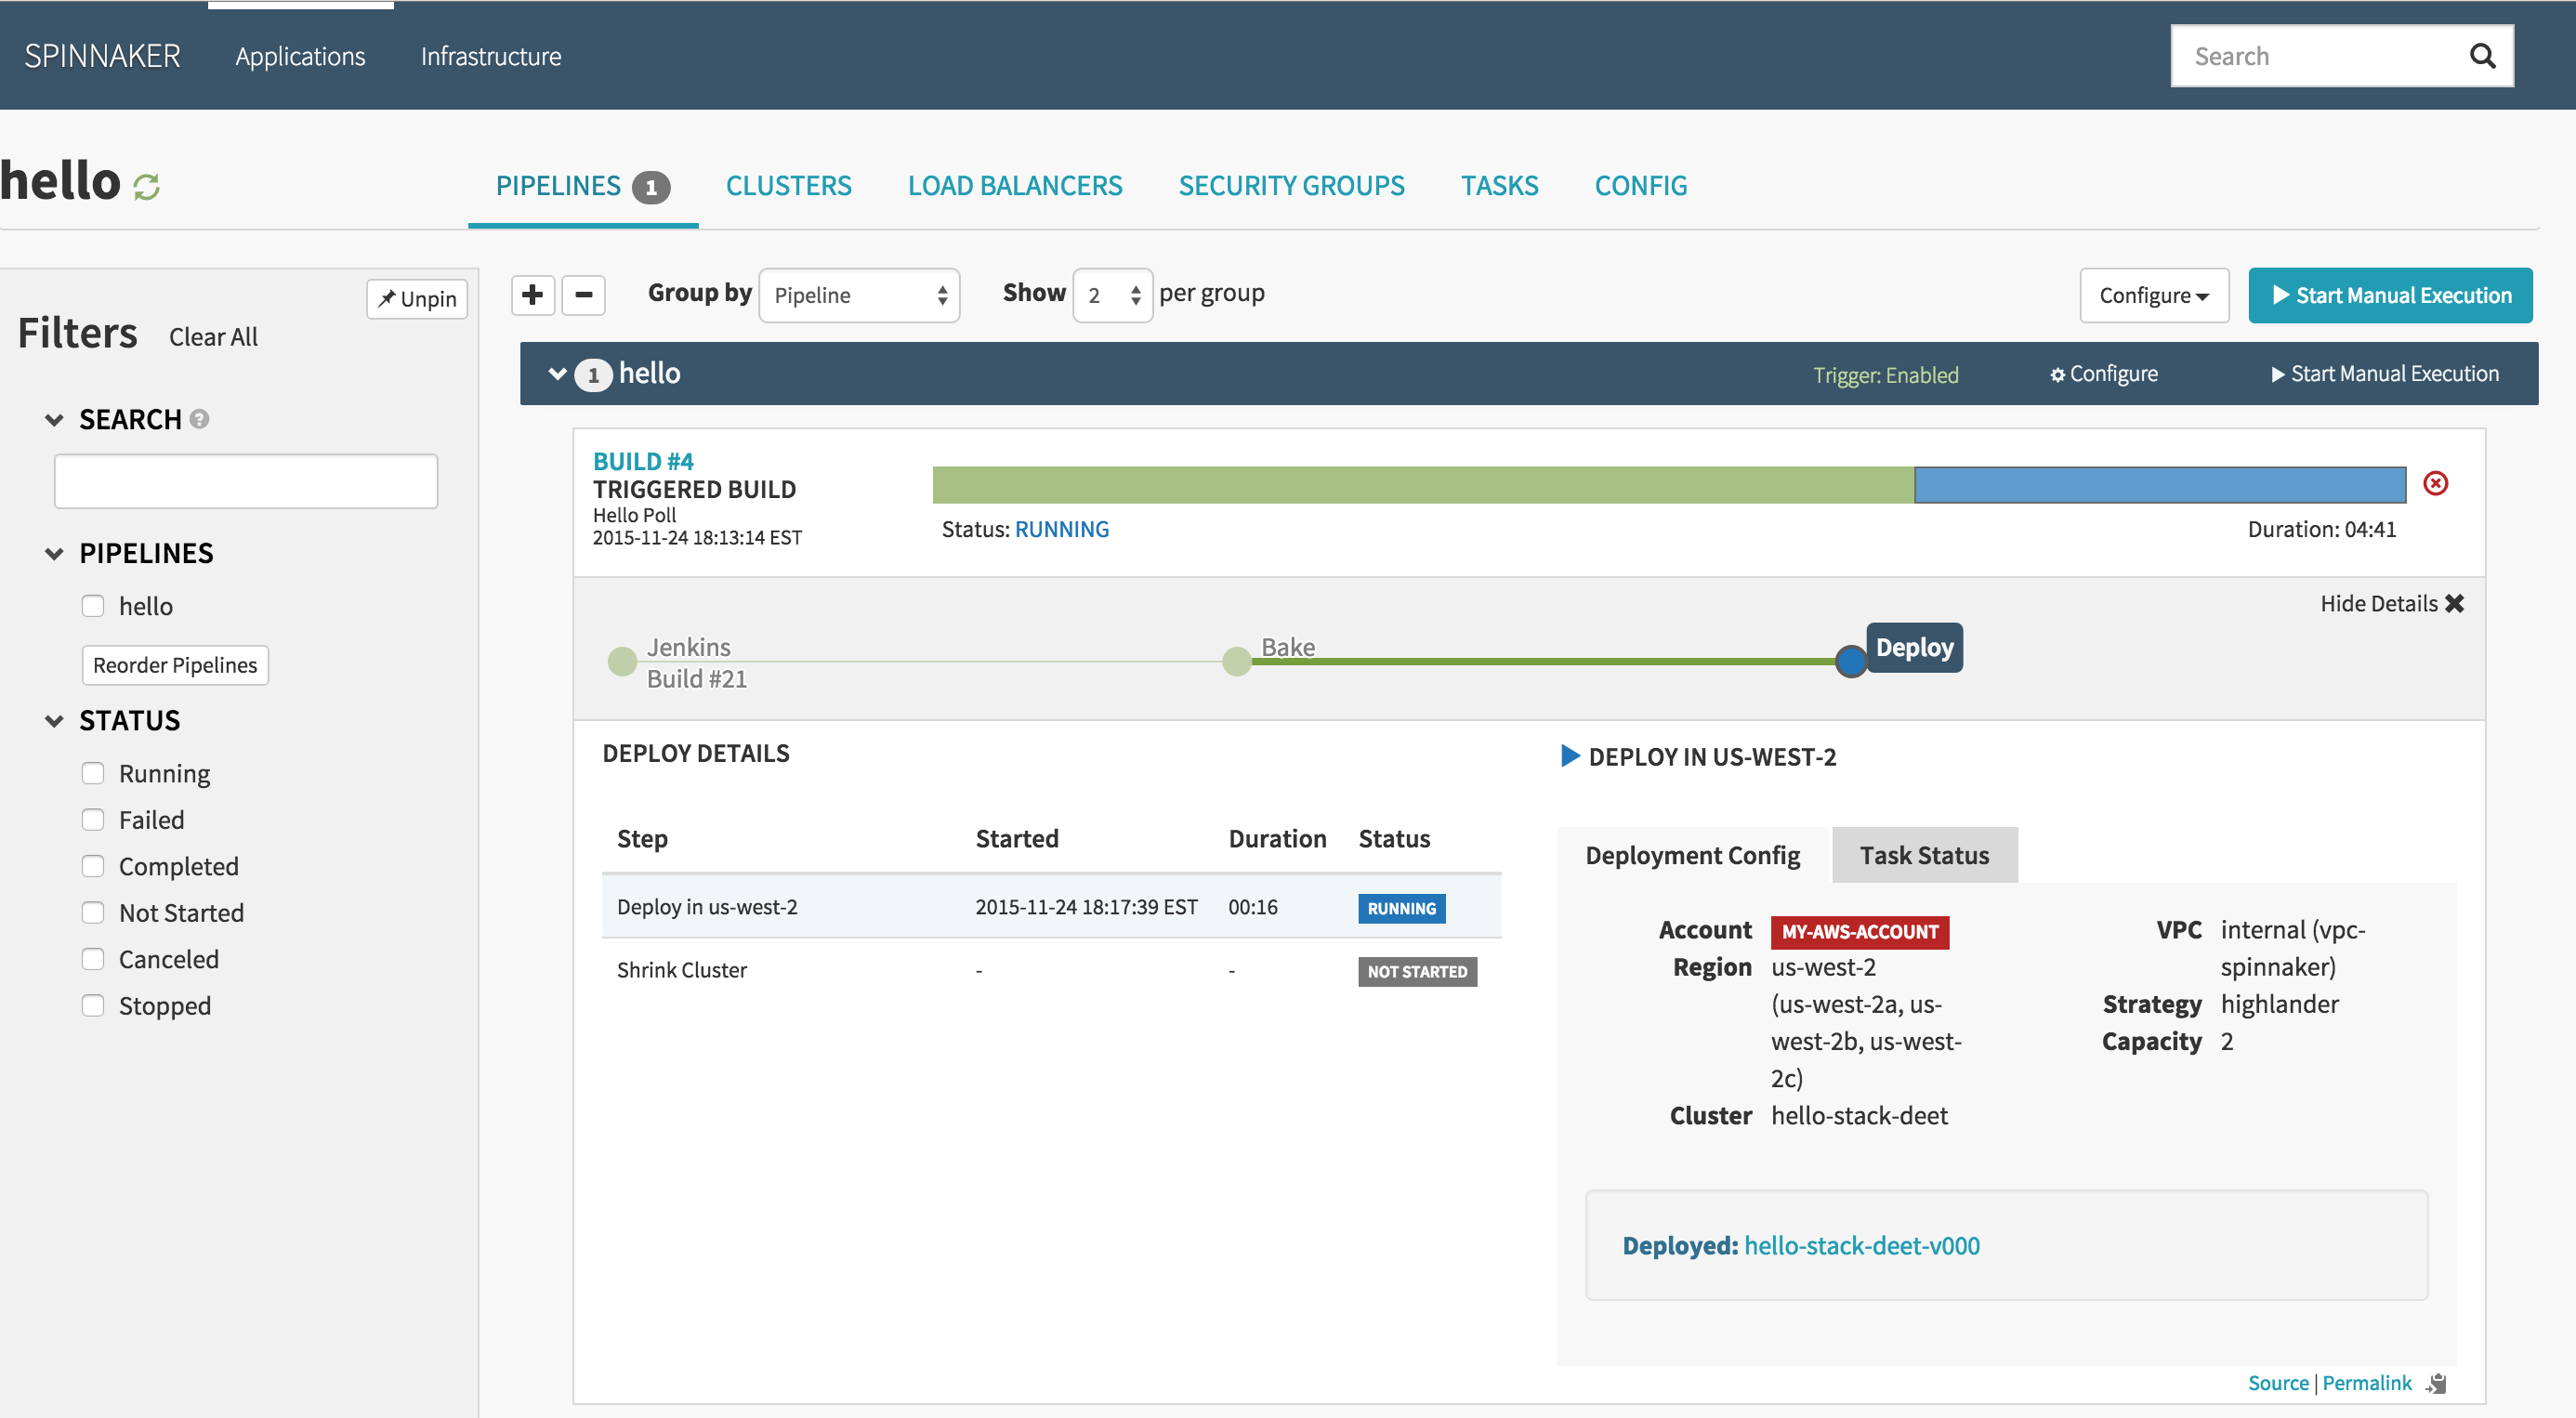 SPINNAKER Applications Infrastructure Search
hello PIPELINES 1 CLUSTERS LOAD BALANCERS SECURITY GROUPS TASKS CONFIG
Unpin
Filters Clear All
SEARCH ?
PIPELINES
hello
Reorder Pipelines
STATUS
Running
Failed
Completed
Not Started
Canceled
Stopped
Group by Pipeline Show 2 per group Configure Start Manual Execution
1 hello Trigger: Enabled Configure Start Manual Execution
BUILD #4
TRIGGERED BUILD
Hello Poll
2015-11-24 18:13:14 EST
Status: RUNNING Duration: 04:41
Hide Details
Jenkins
Build #21
Bake
Deploy
DEPLOY DETAILS
Step Started Duration Status
Deploy in us-west-2 2015-11-24 18:17:39 EST 00:16 RUNNING
Shrink Cluster - - NOT STARTED
DEPLOY IN US-WEST-2
Deployment Config Task Status
Account MY-AWS-ACCOUNT
Region us-west-2
(us-west-2a, us-
west-2b, us-west-
2c)
Cluster hello-stack-deet
VPC internal (vpc-
spinnaker)
Strategy highlander
Capacity 2
Deployed: hello-stack-deet-v000
Source | Permalink